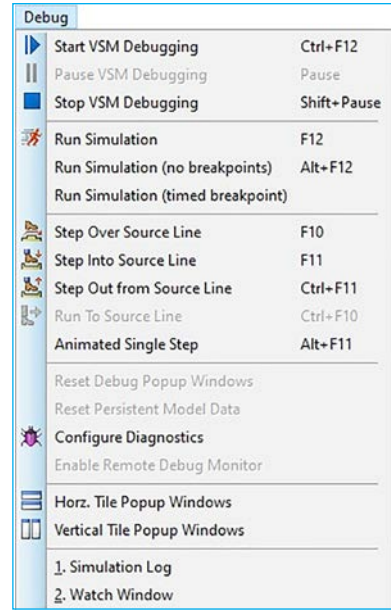 Debug
Start VSM Debugging Ctrl+F12
Pause VSM Debugging Pause
Stop VSM Debugging Shift+Pause
Run Simulation F12
Run Simulation (no breakpoints) Alt+F12
Run Simulation (timed breakpoint)
Step Over Source Line F10
Step Into Source Line F11
Step Out from Source Line Ctrl+F11
Run To Source Line Ctrl+F10
Animated Single Step Alt+F11
Reset Debug Popup Windows
Reset Persistent Model Data
Configure Diagnostics
Enable Remote Debug Monitor
Horz. Tile Popup Windows
Vertical Tile Popup Windows
1. Simulation Log
2. Watch Window